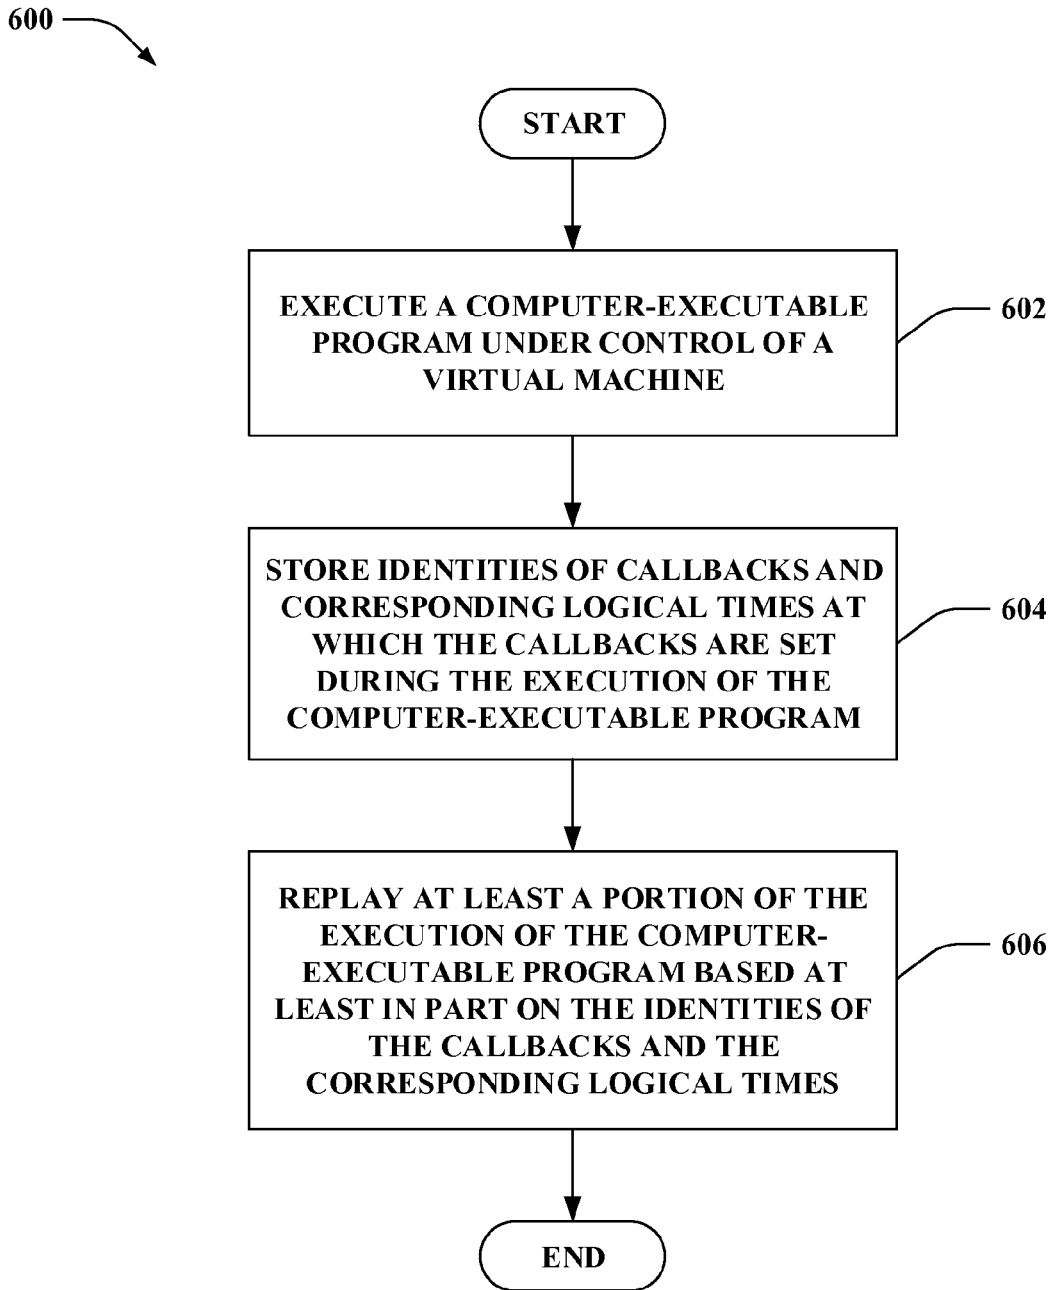 600
START
EXECUTE A COMPUTER-EXECUTABLE
PROGRAM UNDER CONTROL OF A
VIRTUAL MACHINE
602
STORE IDENTITIES OF CALLBACKS AND
CORRESPONDING LOGICAL TIMES AT
WHICH THE CALLBACKS ARE SET
DURING THE EXECUTION OF THE
COMPUTER-EXECUTABLE PROGRAM
604
REPLAY AT LEAST A PORTION OF THE
EXECUTION OF THE COMPUTER-
EXECUTABLE PROGRAM BASED AT
LEAST IN PART ON THE IDENTITIES OF
THE CALLBACKS AND THE
CORRESPONDING LOGICAL TIMES
606
END